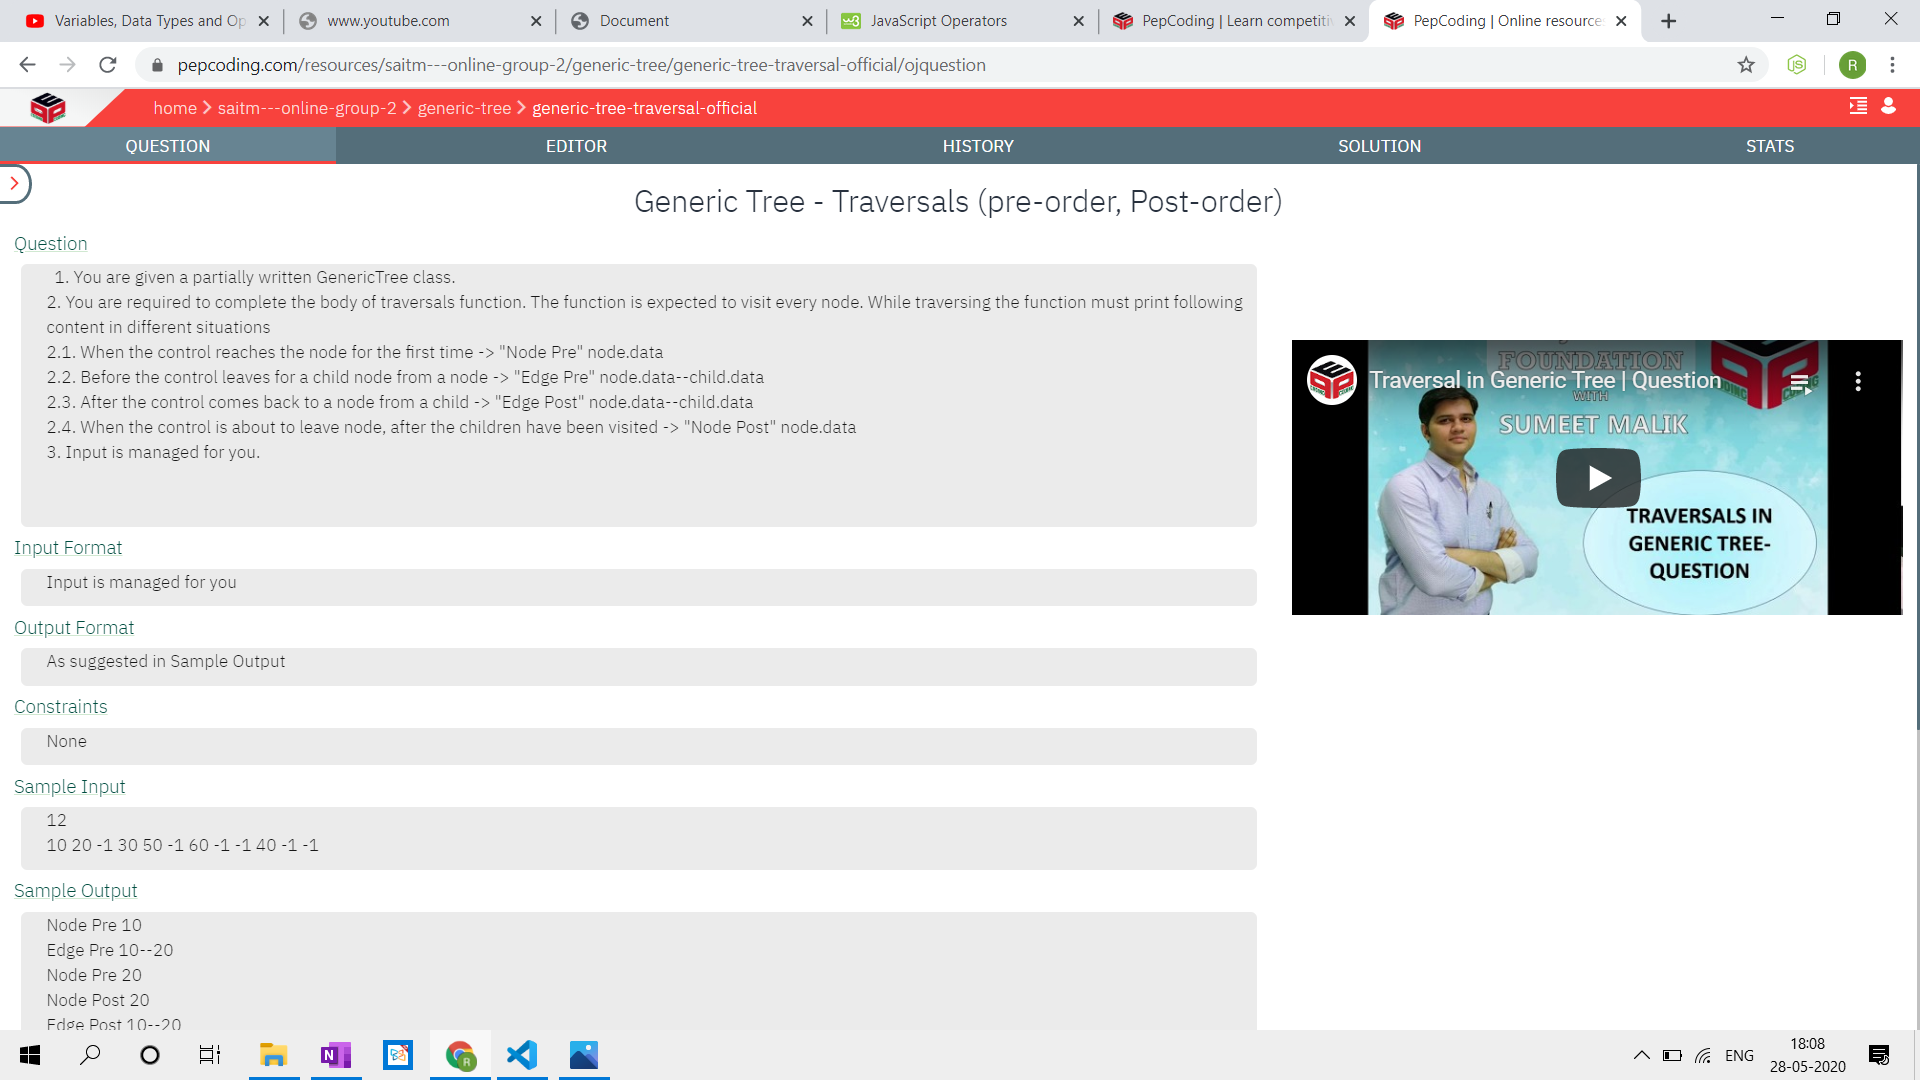 Variables, Data Types and Op
www.youtube.com
Document
JavaScript Operators
PepCoding | Learn competitiv
PepCoding | Online resource
pepcoding.com/resources/saitm---online-group-2/generic-tree/generic-tree-traversal-official/ojquestion
R
home > saitm---online-group-2 > generic-tree > generic-tree-traversal-official
QUESTION
EDITOR
HISTORY
SOLUTION
STATS
Generic Tree - Traversals (pre-order, Post-order)
Question
1. You are given a partially written GenericTree class.
2. You are required to complete the body of traversals function. The function is expected to visit every node. While traversing the function must print following
content in different situations
2.1. When the control reaches the node for the first time -> "Node Pre" node.data
2.2. Before the control leaves for a child node from a node -> "Edge Pre" node.data--child.data
2.3. After the control comes back to a node from a child -> "Edge Post" node.data--child.data
2.4. When the control is about to leave node, after the children have been visited -> "Node Post" node.data
3. Input is managed for you.
FOUNDATION
Traversal in Generic Tree | Question
WITH
SUMEET MALIK
TRAVERSALS IN
GENERIC TREE-
QUESTION
Input Format
Input is managed for you
Output Format
As suggested in Sample Output
Constraints
None
Sample Input
12
10 20 -1 30 50 -1 60 -1 -1 40 -1 -1
Sample Output
Node Pre 10
Edge Pre 10--20
Node Pre 20
Node Post 20
Edge Post 10--20
ENG
18:08
28-05-2020